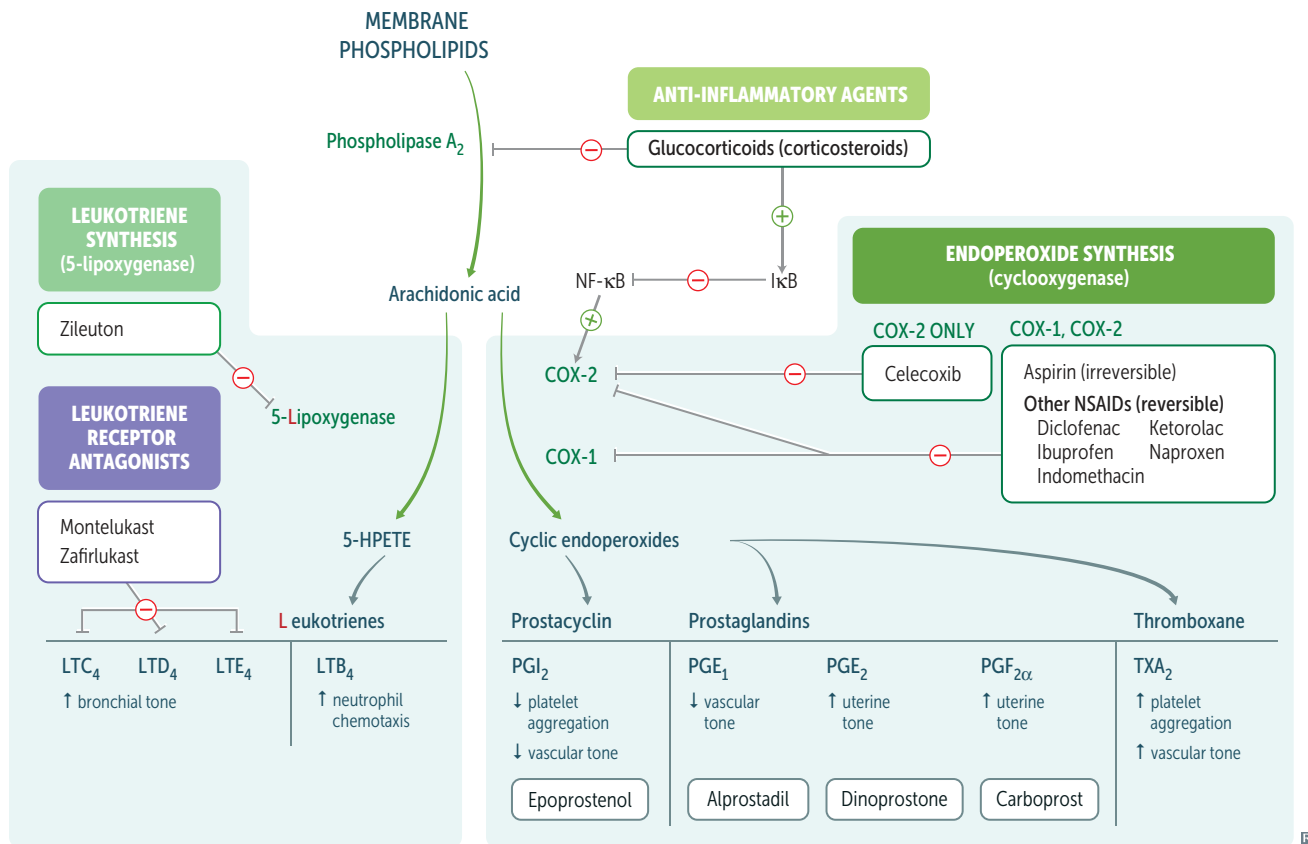 MEMBRANE
PHOSPHOLIPIDS
ANTI-INFLAMMATORY AGENTS
Phospholipase A₂
Glucocorticoids (corticosteroids)
LEUKOTRIENE
SYNTHESIS
(5-lipoxygenase)
ENDOPEROXIDE SYNTHESIS
(cyclooxygenase)
NF-κB
IκB
Arachidonic acid
Zileuton
COX-2 ONLY
COX-1, COX-2
COX-2
Celecoxib
Aspirin (irreversible)
Other NSAIDs (reversible)
Diclofenac Ketorolac
Ibuprofen Naproxen
Indomethacin
5-Lipoxygenase
LEUKOTRIENE
RECEPTOR
ANTAGONISTS
COX-1
Montelukast
Zafirlukast
5-HPETE
Cyclic endoperoxides
Leukotrienes
Prostacyclin
Prostaglandins
Thromboxane
LTC₄
LTD₄
LTE₄
↑ bronchial tone
LTB₄
↑ neutrophil
chemotaxis
PGI₂
↓ platelet
aggregation
↓ vascular tone
Epoprostenol
PGE₁
↓ vascular
tone
Alprostadil
PGE₂
↑ uterine
tone
Dinoprostone
PGF₂α
↑ uterine
tone
Carboprost
TXA₂
↑ platelet
aggregation
↑ vascular tone